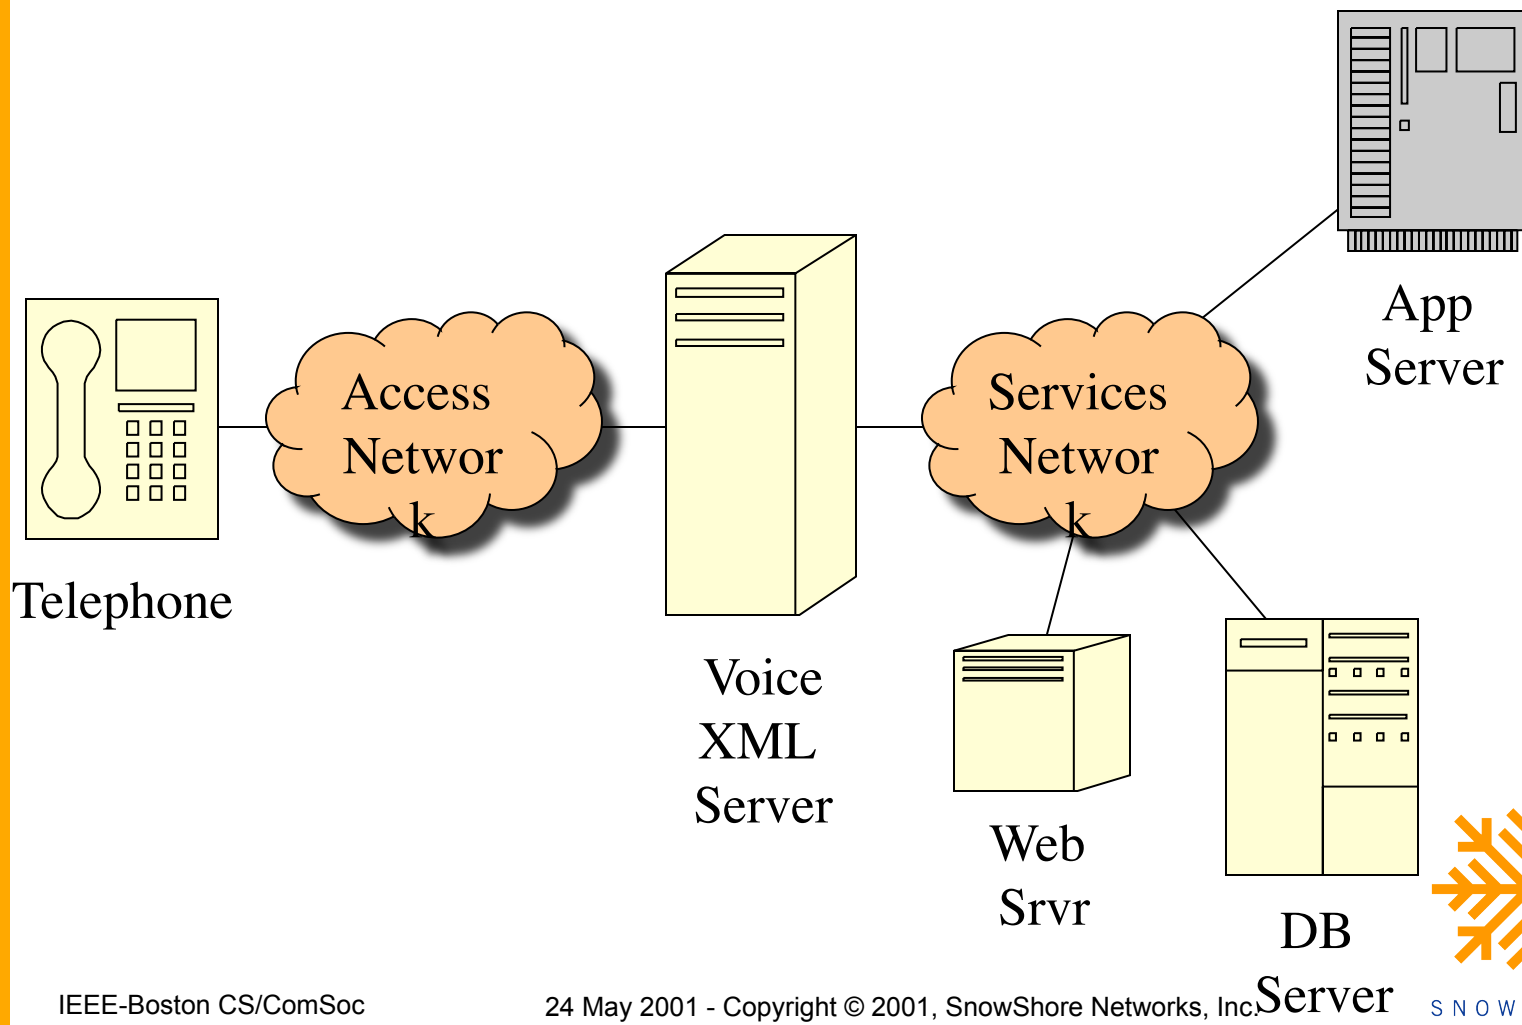 App
Server
Access
Networ
k
Services
Networ
k
Telephone
Voice
XML
Server
Web
Srvr
DB
Server
IEEE-Boston CS/ComSoc
24 May 2001 - Copyright © 2001, SnowShore Networks, Inc.
SNOW